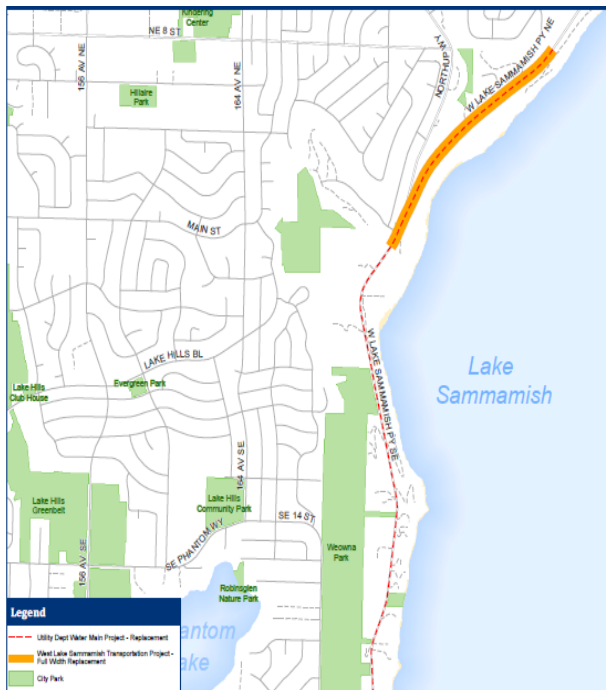 Kindering
Center
NE 8 ST
156 AV NE
164 AV NE
NORTHUP WY
W LAKE SAMMAMISH PY NE
Hillaire
Park
MAIN ST
LAKE HILLS BL
Evergreen Park
Lake Hills
Club House
W LAKE SAMMAMISH PY SE
Lake
Sammamish
164 AV SE
Lake Hills
Greenbelt
Lake Hills
Community Park
SE 14 ST
156 AV SE
SE PHANTOM WY
Weowna
Park
Robinsglen
Nature Park
antom
ake
Legend
Utility Dept Water Main Project - Replacement
West Lake Sammamish Transportation Project -
Full Width Replacement
City Park